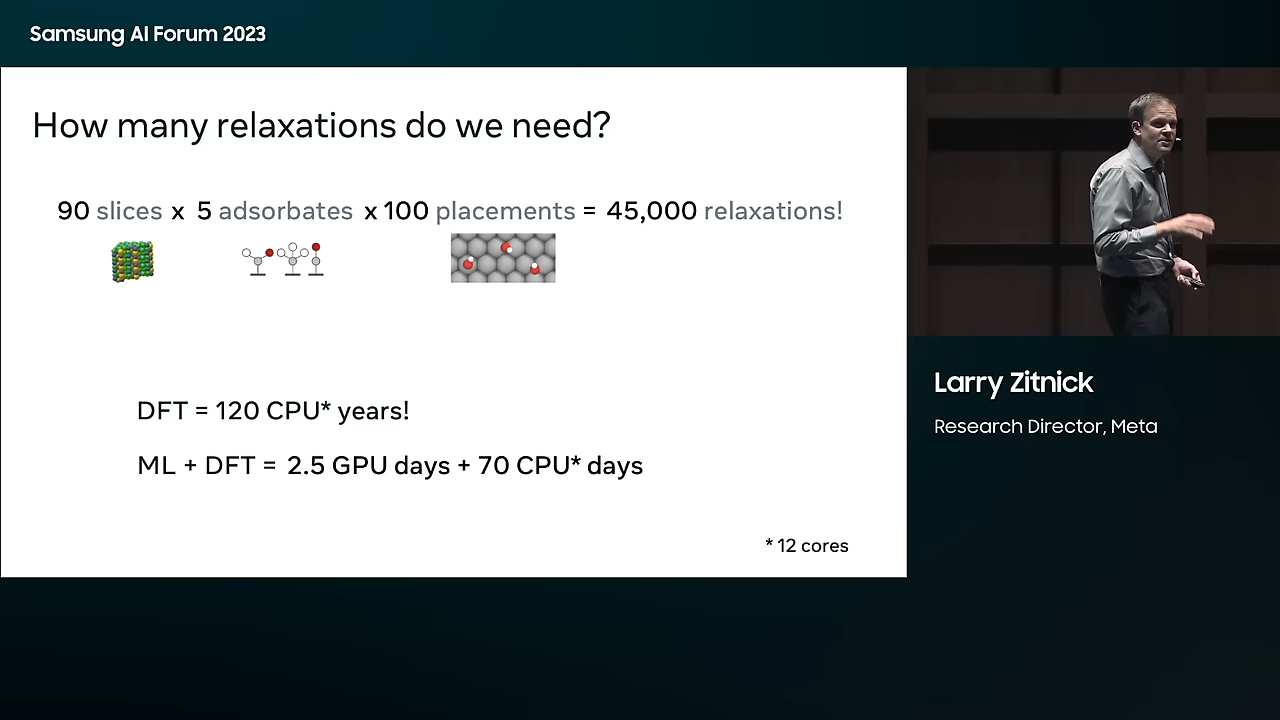 Samsung AI Forum 2023
How many relaxations do we need?
90 slices x 5 adsorbates x 100 placements = 45,000 relaxations!
DFT = 120 CPU* years!
ML + DFT = 2.5 GPU days + 70 CPU* days
* 12 cores
Larry Zitnick
Research Director, Meta